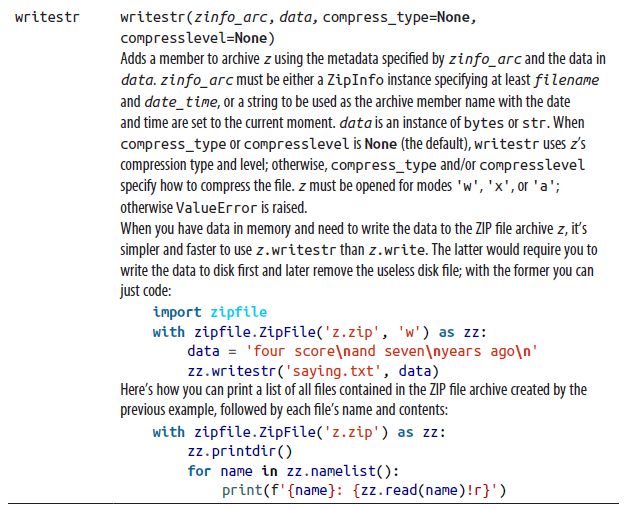 writestr writestr(zinfo_arc, data, compress_type=None,
compresslevel=None)
Adds a member to archive z using the metadata specified by zinfo_arc and the data in
data. zinfo_arc must be either a ZipInfo instance specifying at least filename
and date_time, or a string to be used as the archive member name with the date
and time are set to the current moment. data is an instance of bytes or str. When
compress_type or compresslevel is None (the default), writestr uses z’s
compression type and level; otherwise, compress_type and/or compresslevel
specify how to compress the file. z must be opened for modes 'w', 'x', or 'a';
otherwise ValueError is raised.
When you have data in memory and need to write the data to the ZIP file archive z, it’s
simpler and faster to use z.writestr than z.write. The latter would require you to
write the data to disk first and later remove the useless disk file; with the former you can
just code:
import zipfile
with zipfile.ZipFile('z.zip', 'w') as zz:
data = 'four score\nand seven\nyears ago\n'
zz.writestr('saying.txt', data)
Here’s how you can print a list of all files contained in the ZIP file archive created by the
previous example, followed by each file’s name and contents:
with zipfile.ZipFile('z.zip') as zz:
zz.printdir()
for name in zz.namelist():
print(f'{name}: {zz.read(name)!r}')